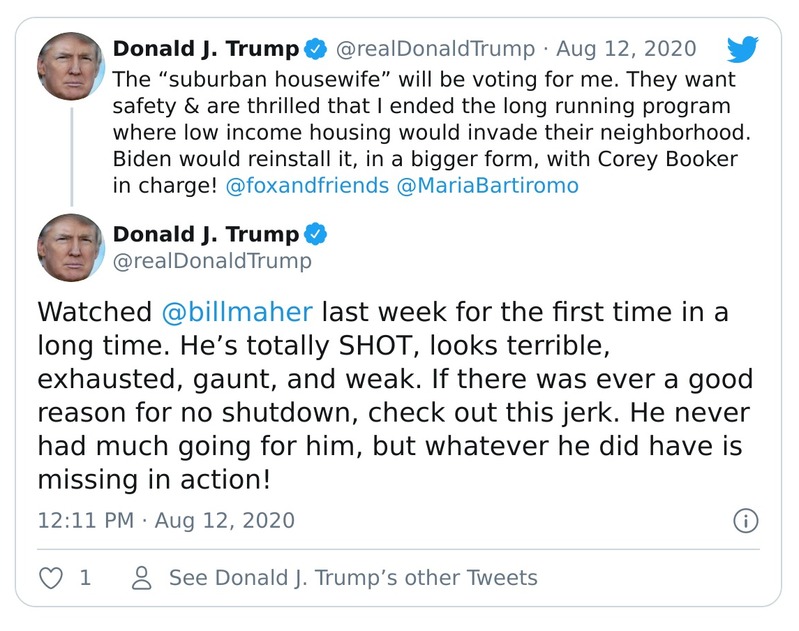 Donald J. Trump @realDonaldTrump · Aug 12, 2020
The “suburban housewife” will be voting for me. They want
safety & are thrilled that I ended the long running program
where low income housing would invade their neighborhood.
Biden would reinstall it, in a bigger form, with Corey Booker
in charge! @foxandfriends @MariaBartiromo
Donald J. Trump
@realDonaldTrump
Watched @billmaher last week for the first time in a
long time. He’s totally SHOT, looks terrible,
exhausted, gaunt, and weak. If there was ever a good
reason for no shutdown, check out this jerk. He never
had much going for him, but whatever he did have is
missing in action!
12:11 PM · Aug 12, 2020
1 See Donald J. Trump’s other Tweets